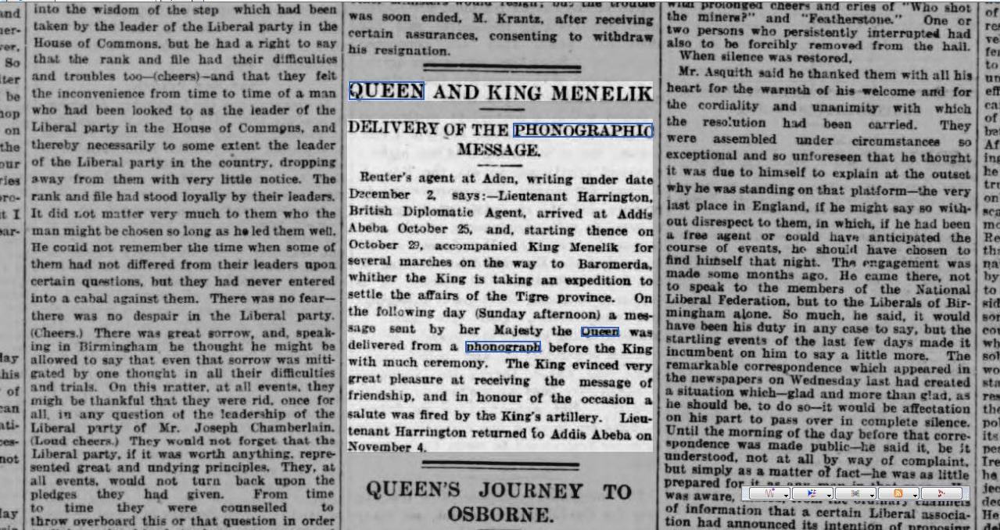 into the wisdom of the step which had been
taken by the leader of the Liberal party in the
House of Commons, but he had a right to say
that the rank and file had their difficulties
and troubles too—(cheers)—and that they felt
the inconvenience from time to time of a man
who had been looked to as the leader of the
Liberal party in the House of Commons, and
thereby necessarily to some extent the leader
of the Liberal party in the country, dropping
away from them with very little notice. The
rank and file had stood loyally by their leaders.
It did not matter very much to them who the
man might be chosen so long as he led them well.
He could not remember the time when some of
them had not differed from their leaders upon
certain questions, but they had never entered
into a cabal against them. There was no fear—
there was no despair in the Liberal party.
(Cheers.) There was great sorrow, and, speak-
ing in Birmingham, he thought he might be
allowed to say that even that sorrow was miti-
gated by one thought in all their difficulties
and trials. On this matter, at all events, they
migh be thankful that they were rid, once for
all, in any question of the leadership of the
Liberal party of Mr. Joseph Chamberlain.
(Loud cheers.) They would not forget that the
Liberal party, if it was worth anything, repre-
sented great and undying principles. They, at
all events, would not turn back upon the
pledges they had given. From time
to time they were counselled to
throw overboard this or that question in order
was soon ended, M. Krantz, after receiving
certain assurances, consenting to withdraw
his resignation.
QUEEN AND KING MENELIK
DELIVERY OF THE PHONOGRAPHIC
MESSAGE.
Reuter's agent at Aden, writing under date
December 2, says:—Lieutenant Harrington,
British Diplomatic Agent, arrived at Addis
Abeba October 25, and, starting thence on
October 29, accompanied King Menelik for
several marches on the way to Baromerda,
whither the King is taking an expedition to
settle the affairs of the Tigre province. On
the following day (Sunday afternoon) a mes-
sage sent by her Majesty the Queen was
delivered from a phonograph before the King
with much ceremony. The King evinced very
great pleasure at receiving the message of
friendship, and in honour of the occasion a
salute was fired by the King's artillery. Lieu-
tenant Harrington returned to Addis Abeba on
November 4.
QUEEN'S JOURNEY TO
OSBORNE.
with prolonged cheers and cries of "Who shot
the miners?" and "Featherstone." One or
two persons who persistently interrupted had
also to be forcibly removed from the hall.
When silence was restored,
Mr. Asquith said he thanked them with all his
heart for the warmth of his welcome and for
the cordiality and unanimity with which
the resolution had been carried. They
were assembled under circumstances so
exceptional and so unforeseen that he thought
it was due to himself to explain at the outset
why he was standing on that platform—the very
last place in England, if he might say so with-
out disrespect to them, in which, if he had been
a free agent or could have anticipated the
course of events, he should have chosen to
find himself that night. The engagement was
made some months ago. He came there, not
to speak to the members of the National
Liberal Federation, but to the Liberals of Bir-
mingham alone. So much, he said, it would
have been his duty in any case to say, but the
startling events of the last few days made it
incumbent on him to say a little more. The
remarkable correspondence which appeared in
the newspapers on Wednesday last had created
a situation which—glad and more than glad, as
he should be, to do so—it would be affectation
on his part to pass over in complete silence.
Until the morning of the day before that corre-
spondence was made public—he said it, be it
understood, not at all by way of complaint,
but simply as a matter of fact—he was as little
prepared for it
was aware,
of information that a certain Liberal associa-
tion had announced its intention of proposing